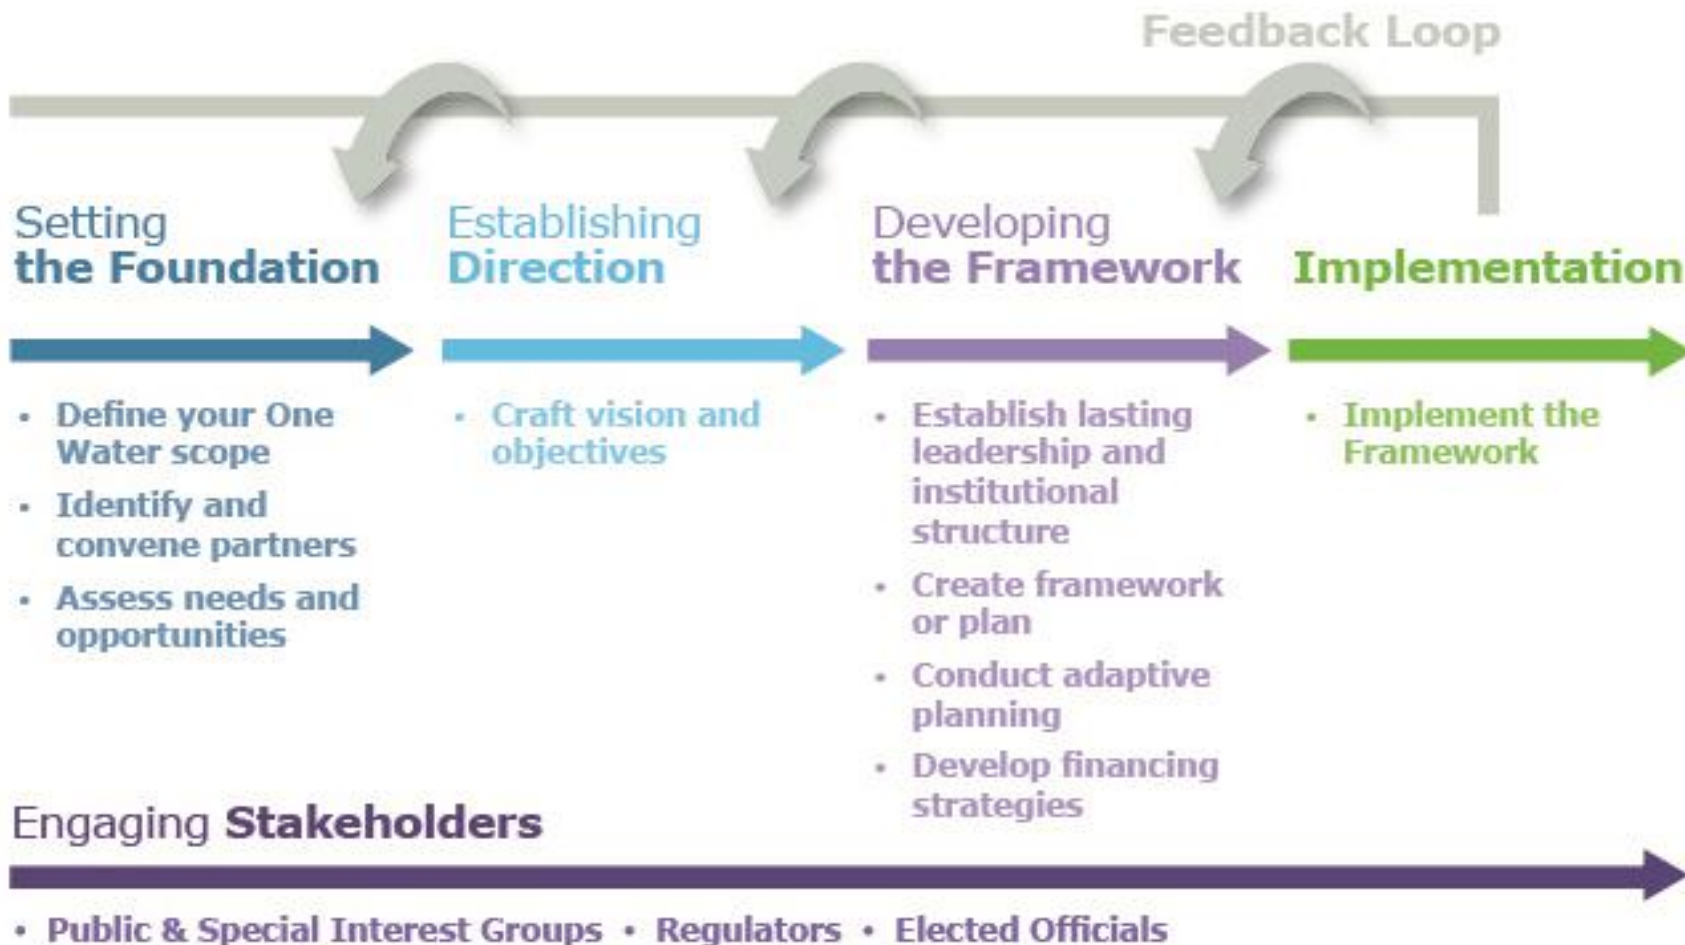 Feedback Loop
Setting
the Foundation
Establishing
Direction
Developing
the Framework
Implementation
• Define your One
Water scope
• Identify and
convene partners
• Assess needs and
opportunities
• Craft vision and
objectives
• Establish lasting
leadership and
institutional
structure
• Create framework
or plan
• Conduct adaptive
planning
• Develop financing
strategies
• Implement the
Framework
Engaging Stakeholders
• Public & Special Interest Groups • Regulators • Elected Officials